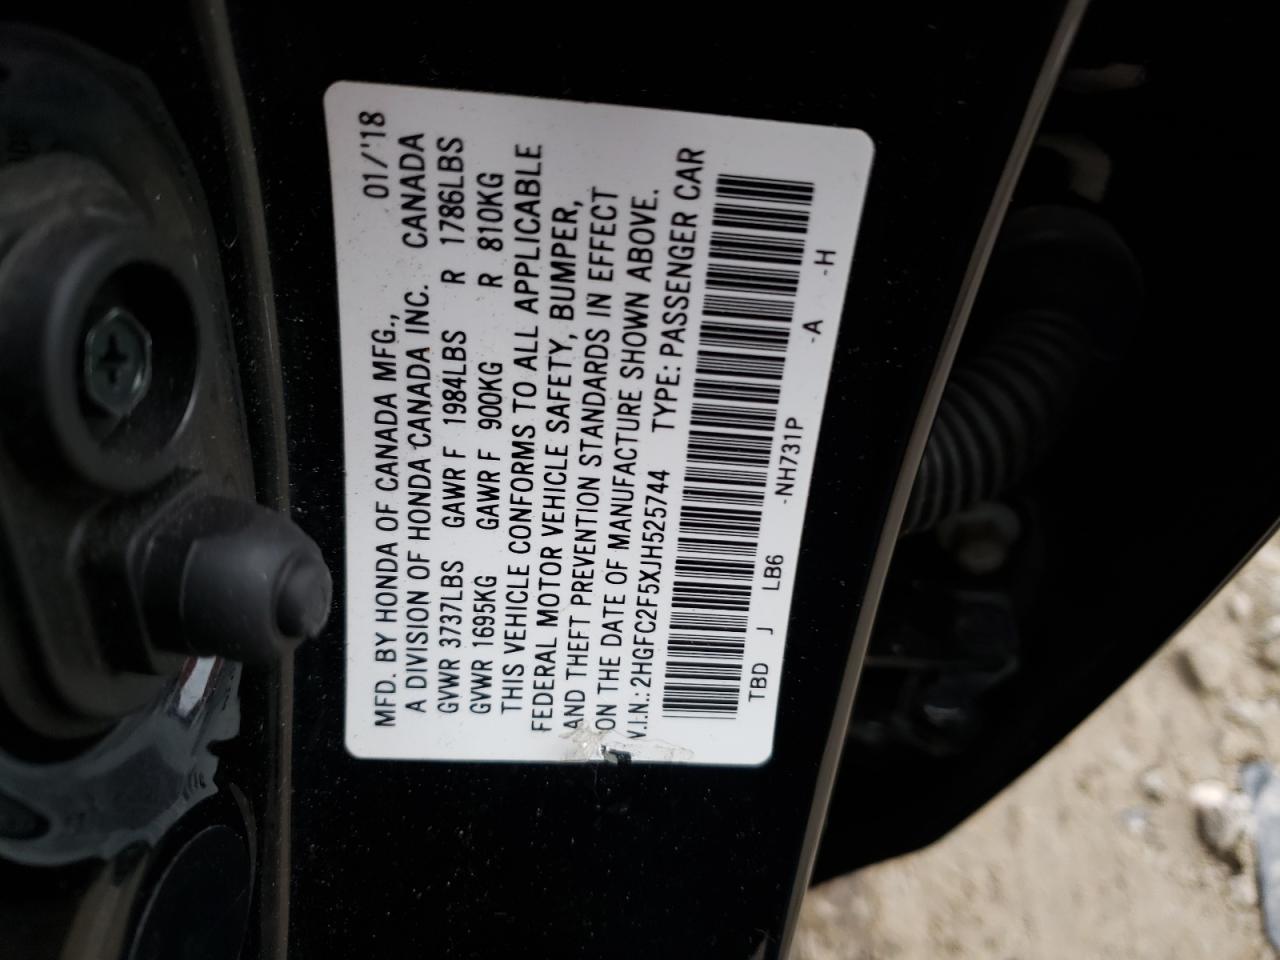 MFD. BY HONDA OF CANADA MFG., 01/'18
A DIVISION OF HONDA CANADA INC. CANADA
GVWR 3737LBS GAWR F 1984LBS R 1786LBS
GVWR 1695KG GAWR F 900KG R 810KG
THIS VEHICLE CONFORMS TO ALL APPLICABLE
FEDERAL MOTOR VEHICLE SAFETY, BUMPER,
AND THEFT PREVENTION STANDARDS IN EFFECT
ON THE DATE OF MANUFACTURE SHOWN ABOVE.
V.I.N.: 2HGFC2F5XJH525744 TYPE: PASSENGER CAR
TBD J LB6 -NH731P -A -H